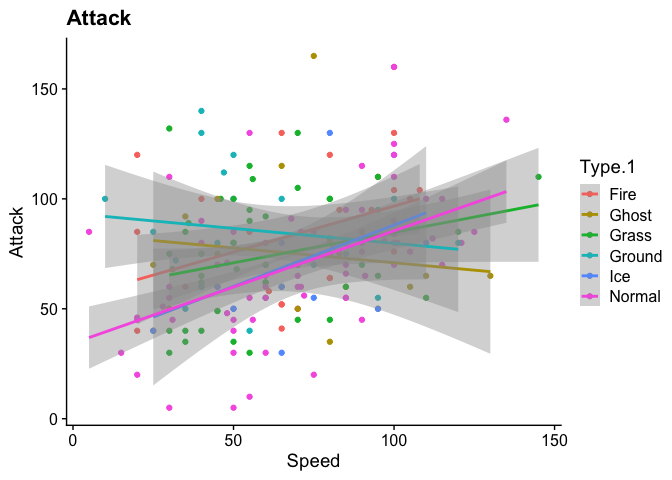 Attack
150
100
50
0
Attack
0
50
100
150
Speed
Type.1
Fire
Ghost
Grass
Ground
Ice
Normal